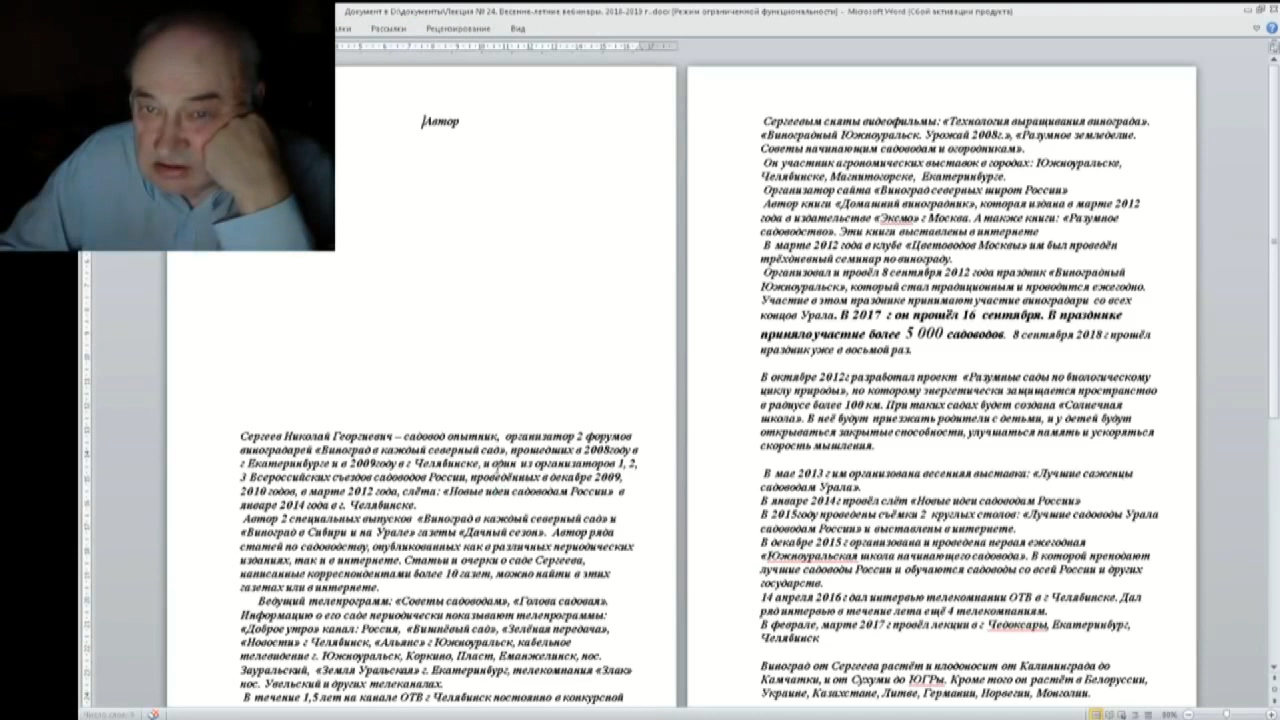 Документ в D:\документы\Лекция № 24. Весенне-летние вебинары. 2018-2019 г..docx [Режим ограниченной функциональности] - Microsoft Word (Сбой активации продукта)
лки Рассылки Рецензирование Вид
Автор
Сергеев Николай Георгиевич – садовод опытник, организатор 2 форумов
виноградарей «Виноград в каждый северный сад», прошедших в 2008году в
г Екатеринбурге и в 2009году в г Челябинске, и один из организаторов 1, 2,
3 Всероссийских съездов садоводов России, проведённых в декабре 2009,
2010 годов, в марте 2012 года, слёта: «Новые идеи садоводам России» в
январе 2014 года в г. Челябинске.
Автор 2 специальных выпусков «Виноград в каждый северный сад» и
«Виноград в Сибири и на Урале» газеты «Дачный сезон». Автор ряда
статей по садоводству, опубликованных как в различных периодических
изданиях, так и в интернете. Статьи и очерки о саде Сергеева,
написанные корреспондентами более 10 газет, можно найти в этих
газетах или в интернете.
Ведущий телепрограмм: «Советы садоводам», «Голова садовая».
Информацию о его саде периодически показывают телепрограммы:
«Доброе утро» канал: Россия, «Вишнёвый сад», «Зелёная передача»,
«Новости» г Челябинск, «Альянс» г Южноуральск, кабельное
телевидение г. Южноуральск, Коркино, Пласт, Еманжелинск, пос.
Зауральский, «Земля Уральская» г. Екатеринбург, телекомпания «Злак»
пос. Увельский и других телеканалах.
В течение 1,5 лет на канале ОТВ г Челябинск постоянно в конкурсной
Сергеевым сняты видеофильмы: «Технология выращивания винограда».
«Виноградный Южноуральск. Урожай 2008г.», «Разумное земледелие.
Советы начинающим садоводам и огородникам».
Он участник агрономических выставок в городах: Южноуральске,
Челябинске, Магнитогорске, Екатеринбурге.
Организатор сайта «Виноград северных широт России»
Автор книги «Домашний виноградник», которая издана в марте 2012
года в издательстве «Эксмо» г Москва. А также книги: «Разумное
садоводство». Эти книги выставлены в интернете
В марте 2012 года в клубе «Цветоводов Москвы» им был проведён
трёхдневный семинар по винограду.
Организовал и провёл 8 сентября 2012 года праздник «Виноградный
Южноуральск», который стал традиционным и проводится ежегодно.
Участие в этом празднике принимают участие виноградари со всех
концов Урала. В 2017 г он прошёл 16 сентября. В празднике
приняло участие более 5 000 садоводов. 8 сентября 2018 г прошёл
праздник уже в восьмой раз.
В октябре 2012г разработал проект «Разумные сады по биологическому
циклу природы», по которому энергетически защищается пространство
в радиусе более 100 км. При таких садах будет создана «Солнечная
школа». В неё будут приезжать родители с детьми, и у детей будут
открываться закрытые способности, улучшаться память и ускоряться
скорость мышления.
В мае 2013 г им организована весенняя выставка: «Лучшие саженцы
садоводам Урала».
В январе 2014г провёл слёт «Новые идеи садоводам России»
В 2015году проведены съёмки 2 круглых столов: «Лучшие садоводы Урала
садоводам России» и выставлены в интернете.
В декабре 2015 г организована и проведена первая ежегодная
«Южноуральская школа начинающего садовода». В которой преподают
лучшие садоводы России и обучаются садоводы со всей России и других
государств.
14 апреля 2016 г дал интервью телекомпании ОТВ в г Челябинске. Дал
ряд интервью в течение лета ещё 4 телекомпаниям.
В феврале, марте 2017 г провёл лекции в г Чебоксары, Екатеринбург,
Челябинск
Виноград от Сергеева растёт и плодоносит от Калининграда до
Камчатки, и от Сухуми до ЮГРы. Кроме того он растёт в Белоруссии,
Украине, Казахстане, Литве, Германии, Норвегии, Монголии.
80%